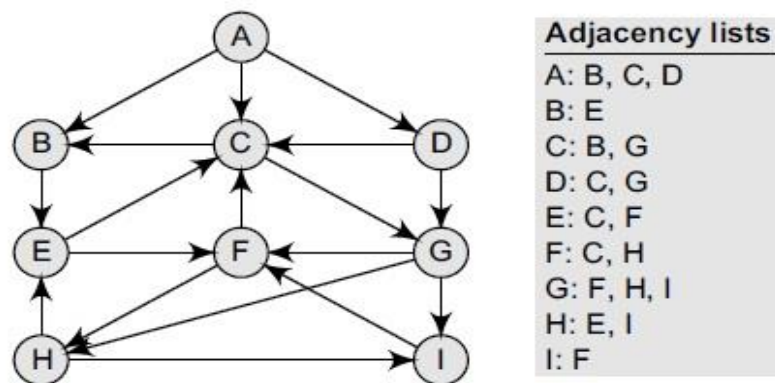 A
B
C
D
E
F
G
H
I
Adjacency lists
A: B, C, D
B: E
C: B, G
D: C, G
E: C, F
F: C, H
G: F, H, I
H: E, I
I: F